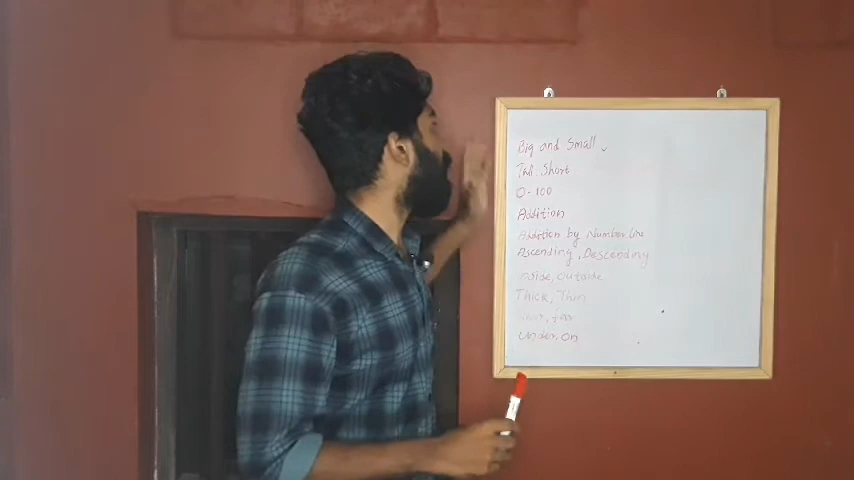 Big and Small
Tall, Short
0-100
Addition
Addition by Number line
Ascending, Descending
inside, outside
Thick, Thin
far
Under, On